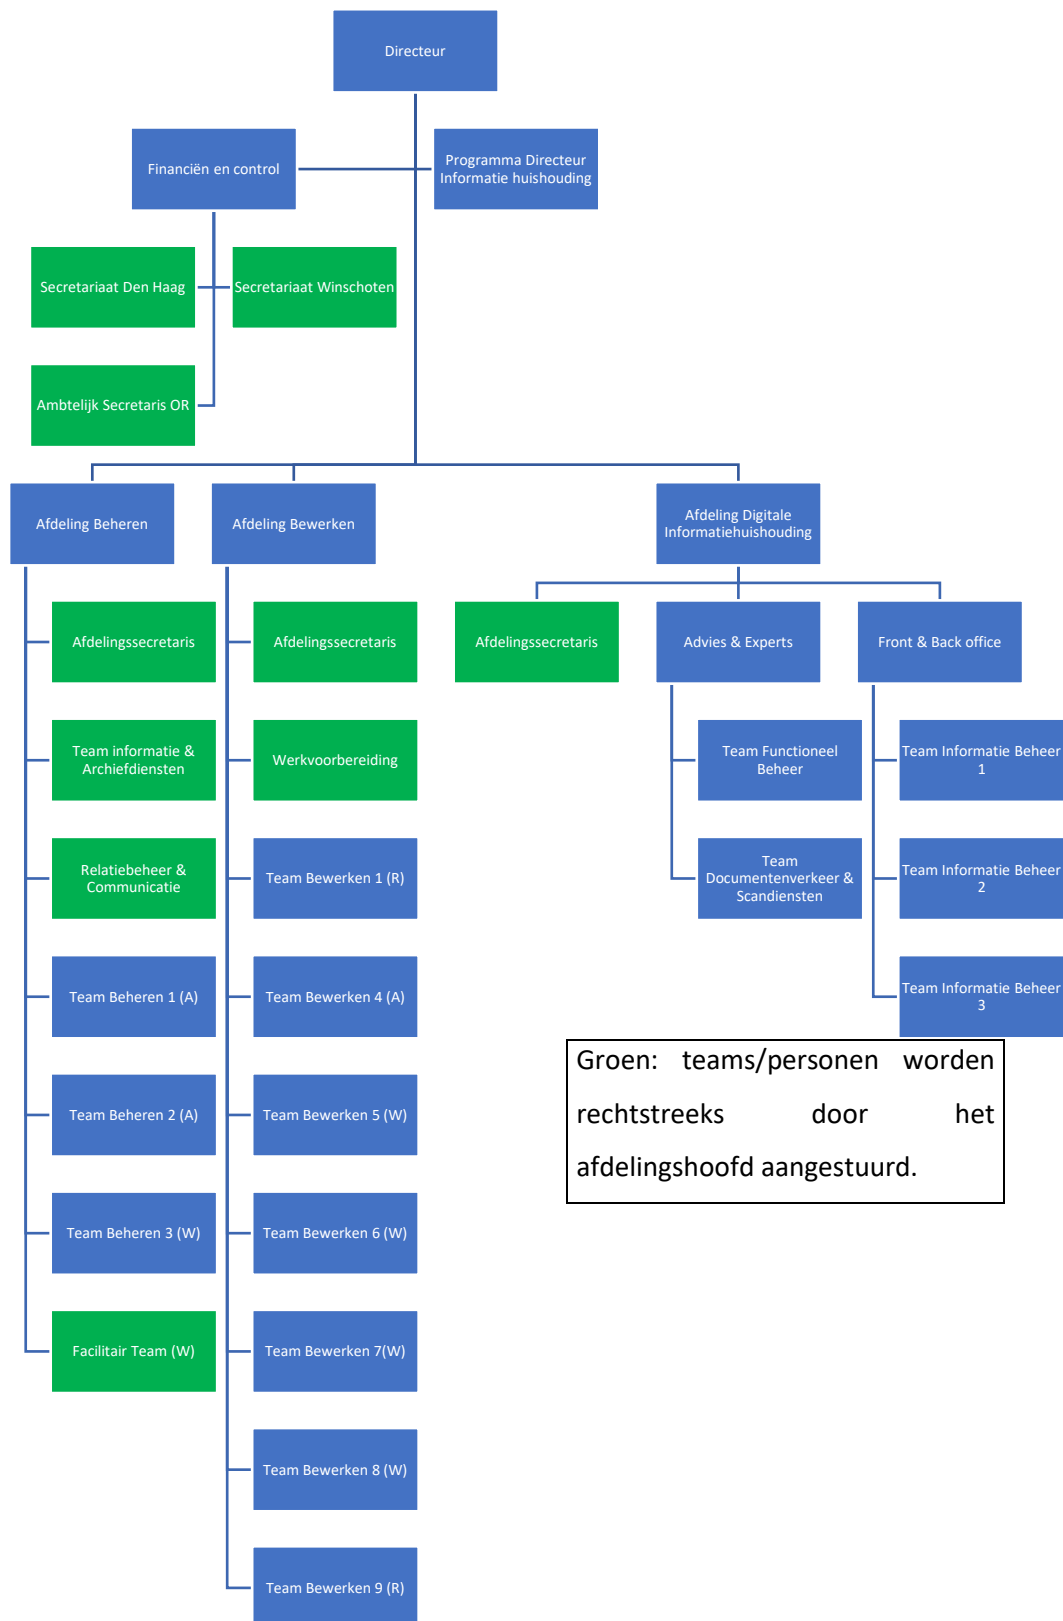 Directeur
Financiën en control
Programma Directeur
Informatie huishouding
Secretariaat Den Haag
Secretariaat Winschoten
Ambtelijk Secretaris OR
Afdeling Beheren
Afdeling Bewerken
Afdeling Digitale
Informatiehuishouding
Afdelingssecretaris
Afdelingssecretaris
Afdelingssecretaris
Advies & Experts
Front & Back office
Team informatie &
Archiefdiensten
Werkvoorbereiding
Team Functioneel
Beheer
Team Informatie Beheer
1
Relatiebeheer &
Communicatie
Team Bewerken 1 (R)
Team
Documentenverkeer &
Scandiensten
Team Informatie Beheer
2
Team Beheren 1 (A)
Team Bewerken 4 (A)
Team Informatie Beheer
3
Groen: teams/personen worden
rechtstreeks door het
afdelingshoofd aangestuurd.
Team Beheren 2 (A)
Team Bewerken 5 (W)
Team Beheren 3 (W)
Team Bewerken 6 (W)
Facilitair Team (W)
Team Bewerken 7(W)
Team Bewerken 8 (W)
Team Bewerken 9 (R)